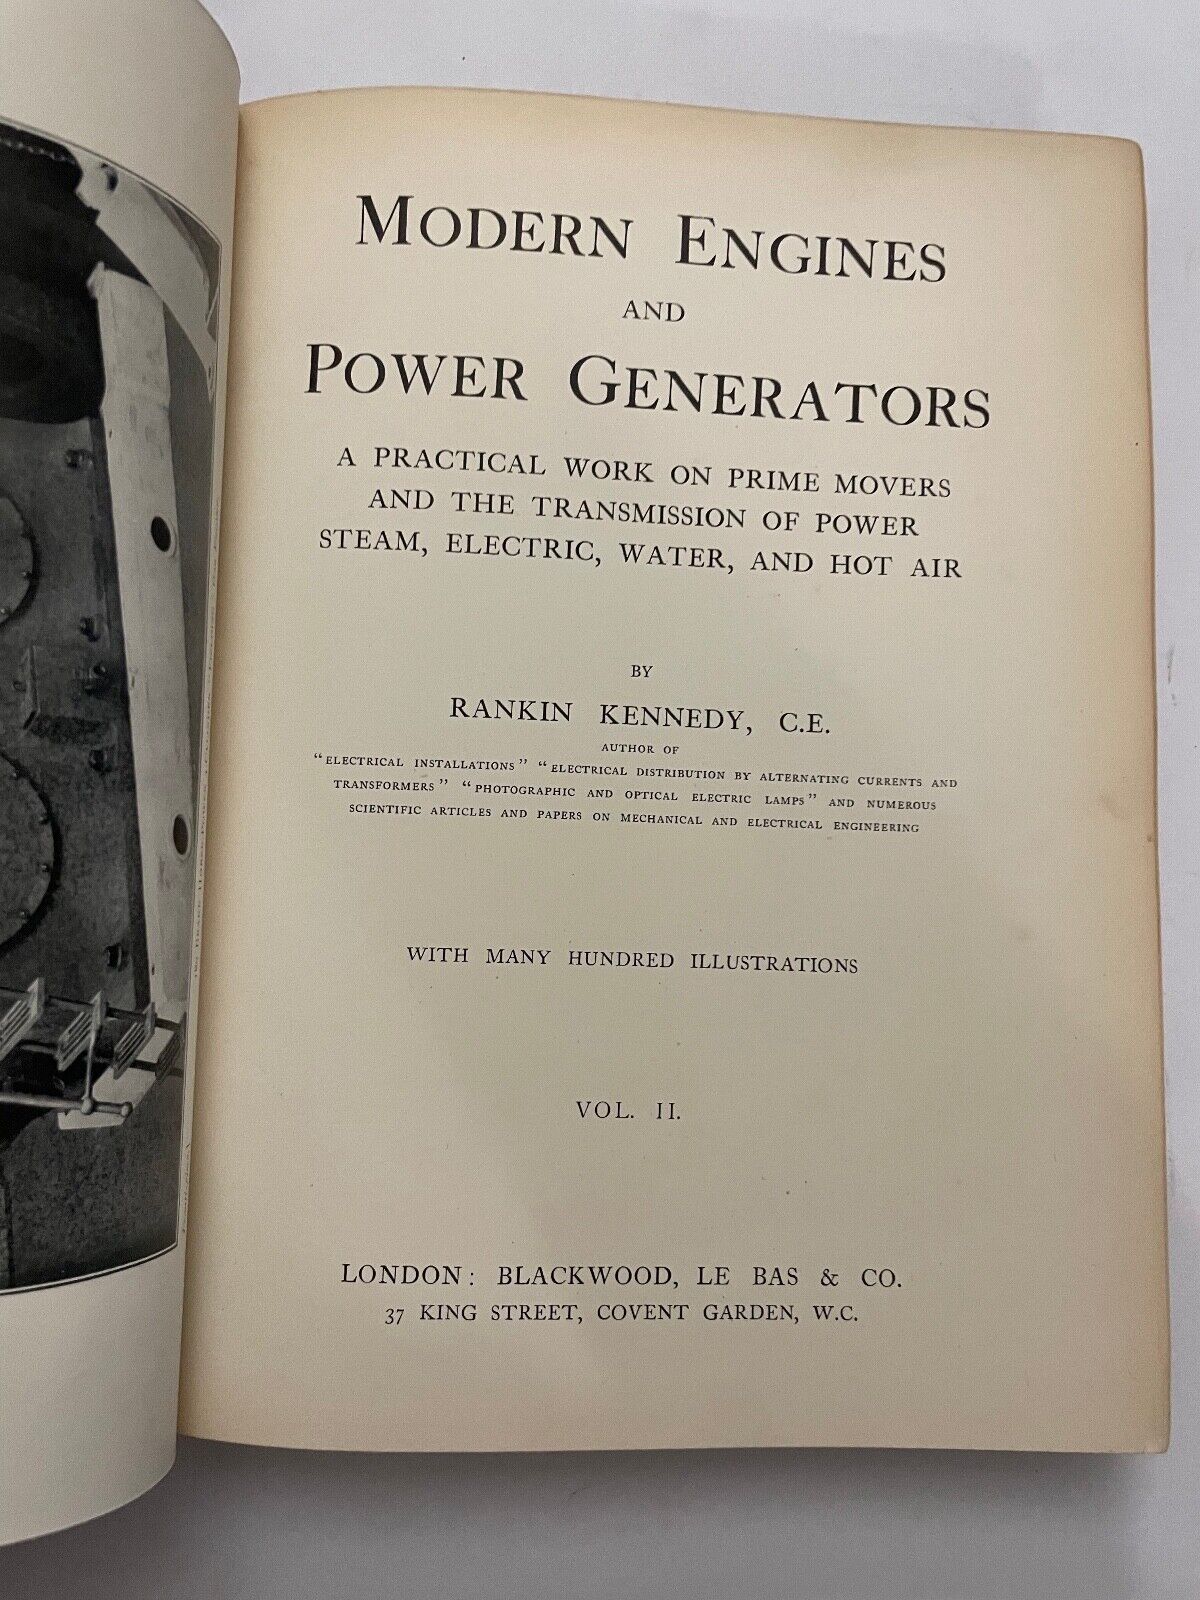 MODERN ENGINES
AND
POWER GENERATORS
A PRACTICAL WORK ON PRIME MOVERS
AND THE TRANSMISSION OF POWER
STEAM, ELECTRIC, WATER, AND HOT AIR
BY
RANKIN KENNEDY, C.E.
AUTHOR OF
"ELECTRICAL INSTALLATIONS" "ELECTRICAL DISTRIBUTION BY ALTERNATING CURRENTS AND
TRANSFORMERS" "PHOTOGRAPHIC AND OPTICAL ELECTRIC LAMPS" AND NUMEROUS
SCIENTIFIC ARTICLES AND PAPERS ON MECHANICAL AND ELECTRICAL ENGINEERING
WITH MANY HUNDRED ILLUSTRATIONS
VOL. II.
LONDON: BLACKWOOD, LE BAS & CO.
37 KING STREET, COVENT GARDEN, W.C.